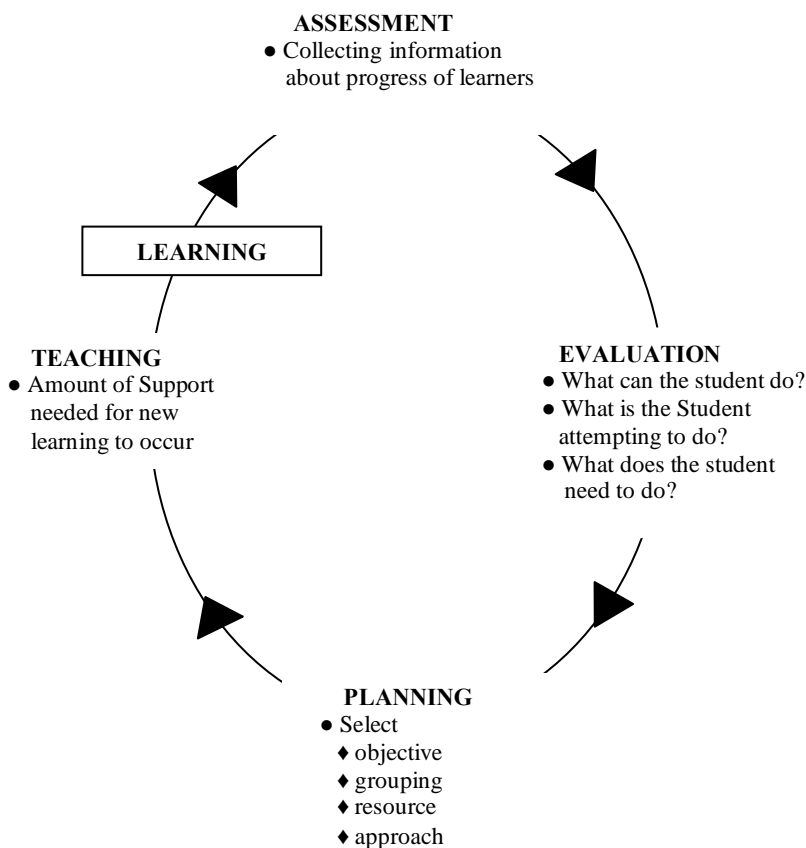 ASSESSMENT
● Collecting information
about progress of learners
LEARNING
TEACHING
● Amount of Support
needed for new
learning to occur
EVALUATION
● What can the student do?
● What is the Student
attempting to do?
● What does the student
need to do?
PLANNING
● Select
♦ objective
♦ grouping
♦ resource
♦ approach